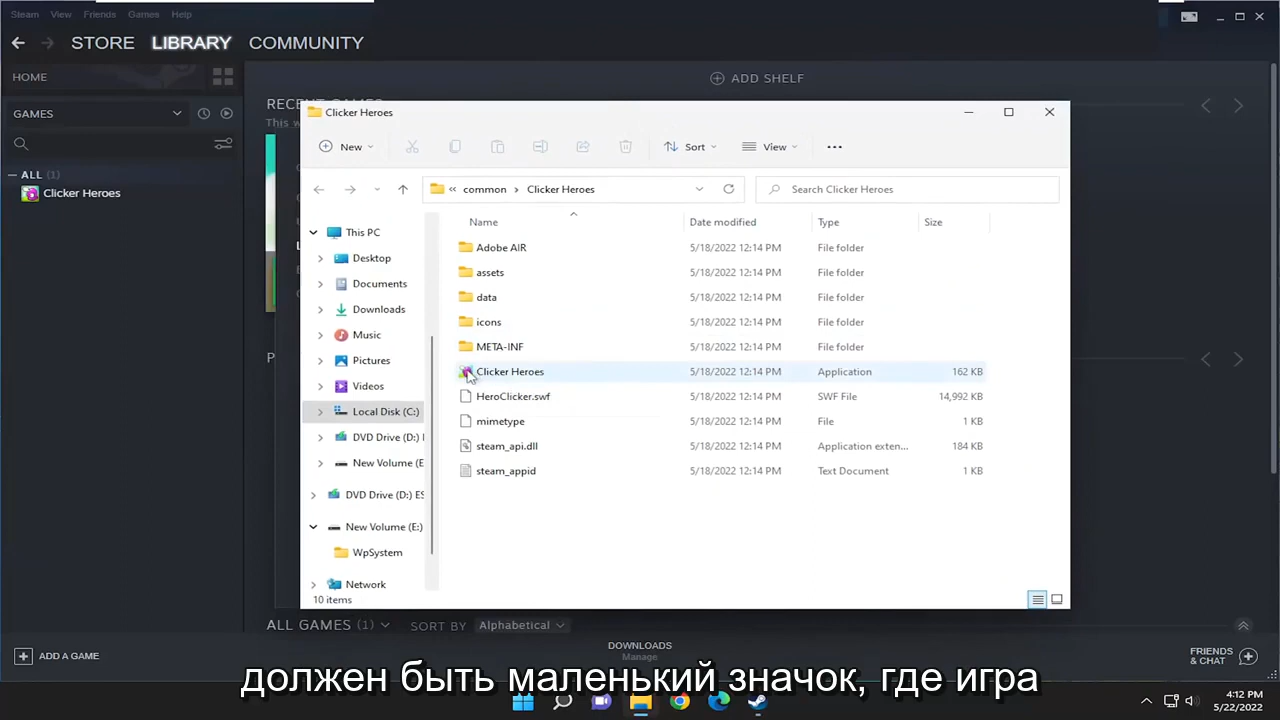 Steam View Friends Games Help
STORE LIBRARY COMMUNITY
HOME
ADD SHELF
GAMES
RECENT GAMES
This w
ALL (1)
Clicker Heroes
Clicker Heroes
New
Sort
View
common > Clicker Heroes
Search Clicker Heroes
Name Date modified Type Size
This PC
Desktop
Documents
Downloads
Music
Pictures
Videos
Local Disk (C:)
DVD Drive (D:)
New Volume (E
DVD Drive (D:) ES
New Volume (E:)
WpSystem
Network
Adobe AIR 5/18/2022 12:14 PM File folder
assets 5/18/2022 12:14 PM File folder
data 5/18/2022 12:14 PM File folder
icons 5/18/2022 12:14 PM File folder
META-INF 5/18/2022 12:14 PM File folder
Clicker Heroes 5/18/2022 12:14 PM Application 162 KB
HeroClicker.swf 5/18/2022 12:14 PM SWF File 14,992 KB
mimetype 5/18/2022 12:14 PM File 1 KB
steam_api.dll 5/18/2022 12:14 PM Application exten... 184 KB
steam_appid 5/18/2022 12:14 PM Text Document 1 KB
10 items
ALL GAMES (1) SORT BY Alphabetical
ADD A GAME
DOWNLOADS
Manage
FRIENDS
& CHAT
должен быть маленький значок, где игра
4:12 PM
5/22/2022